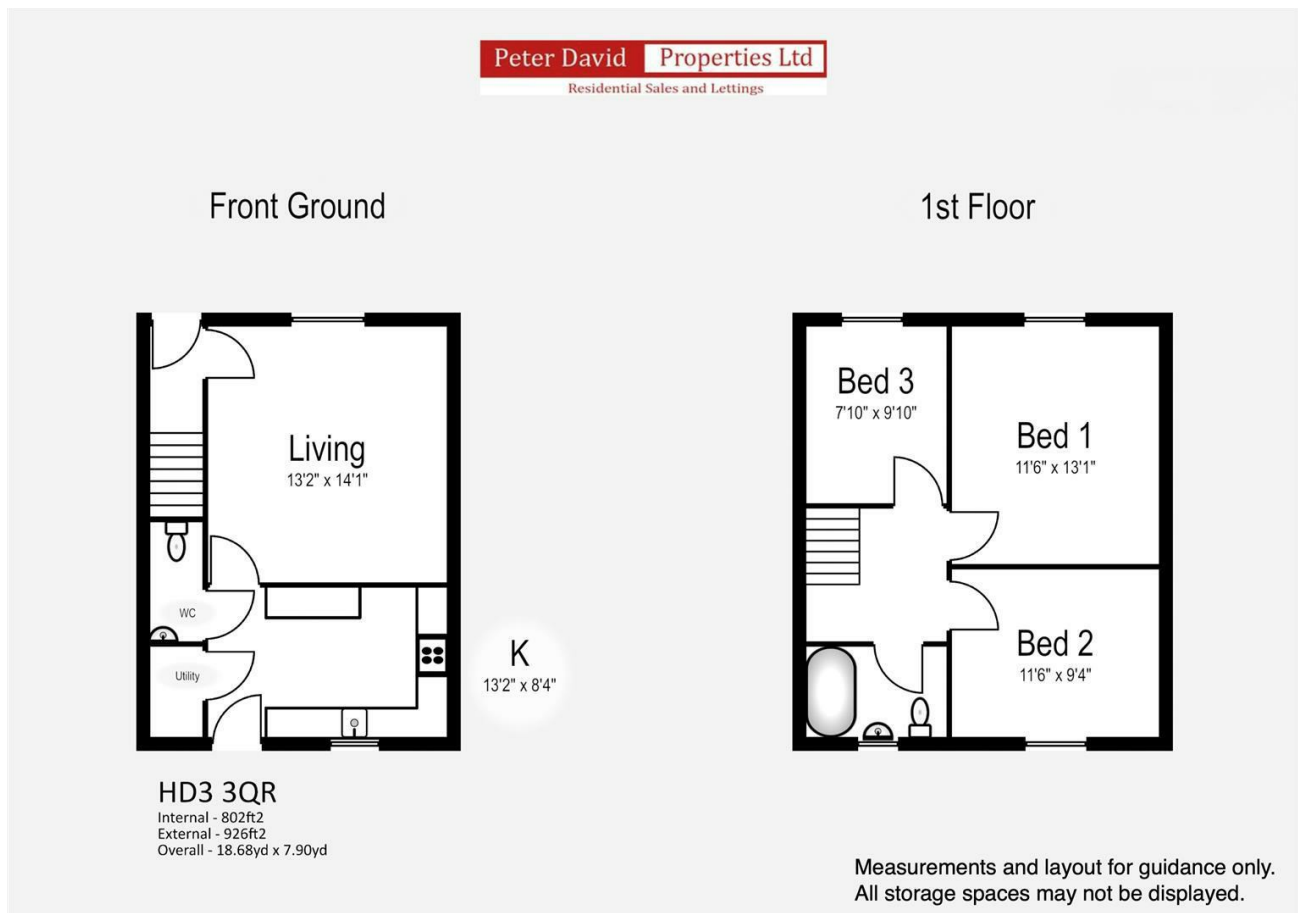 Peter David Properties Ltd
Residential Sales and Lettings
Front Ground
1st Floor
Living
13'2" x 14'1"
WC
Utility
K
13'2" x 8'4"
Bed 3
7'10" x 9'10"
Bed 1
11'6" x 13'1"
Bed 2
11'6" x 9'4"
HD3 3QR
Internal - 802ft2
External - 926ft2
Overall - 18.68yd x 7.90yd
Measurements and layout for guidance only.
All storage spaces may not be displayed.